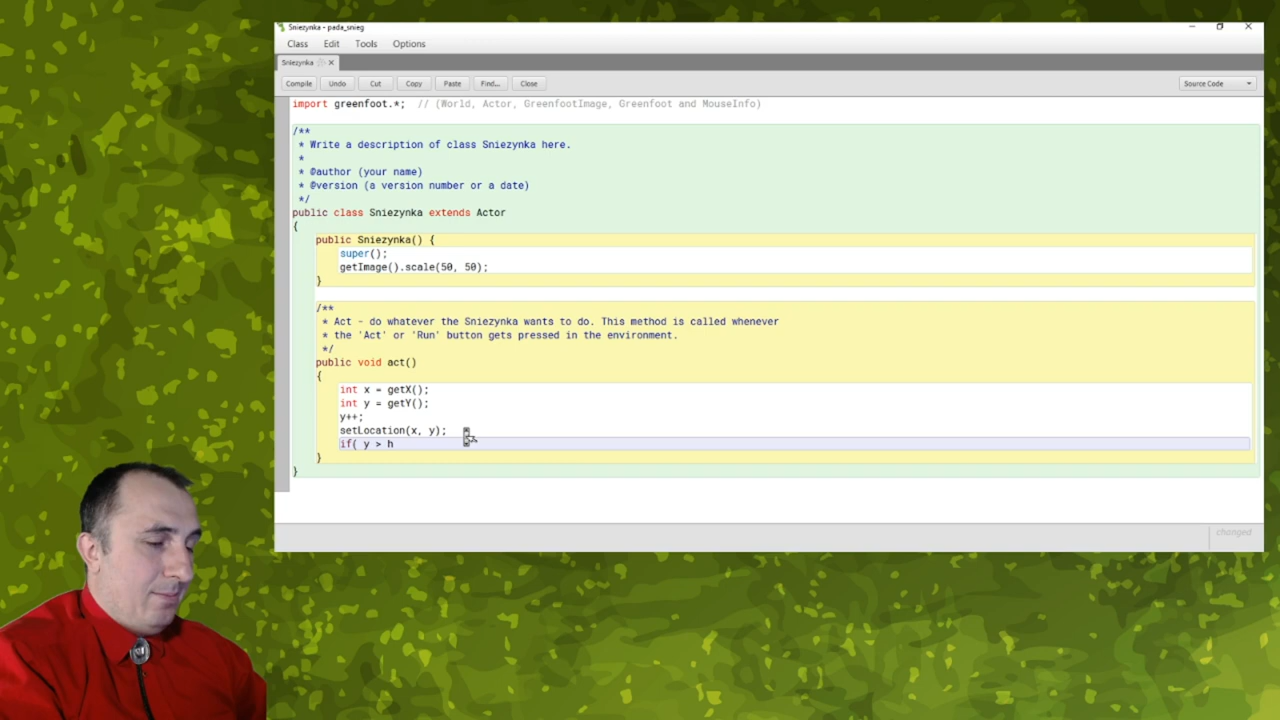 Sniezynka - pada_snieg
Class Edit Tools Options
Sniezynka
Compile Undo Cut Copy Paste Find... Close Source Code
import greenfoot.*;  // (World, Actor, GreenfootImage, Greenfoot and MouseInfo)
/**
 * Write a description of class Sniezynka here.
 *
 * @author (your name)
 * @version (a version number or a date)
 */
public class Sniezynka extends Actor
{
    public Sniezynka() {
        super();
        getImage().scale(50, 50);
    }
    /**
     * Act - do whatever the Sniezynka wants to do. This method is called whenever
     * the 'Act' or 'Run' button gets pressed in the environment.
     */
    public void act()
    {
        int x = getX();
        int y = getY();
        y++;
        setLocation(x, y);
        if( y > h
    }
}
changed